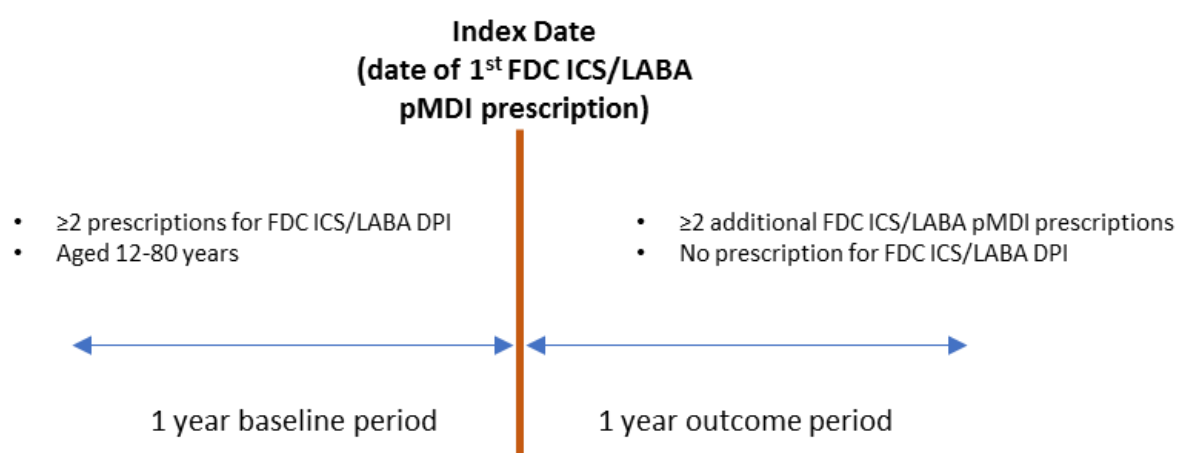 Index Date
(date of 1st FDC ICS/LABA
pMDI prescription)
• ≥2 prescriptions for FDC ICS/LABA DPI
• Aged 12-80 years
• ≥2 additional FDC ICS/LABA pMDI prescriptions
• No prescription for FDC ICS/LABA DPI
1 year baseline period
1 year outcome period